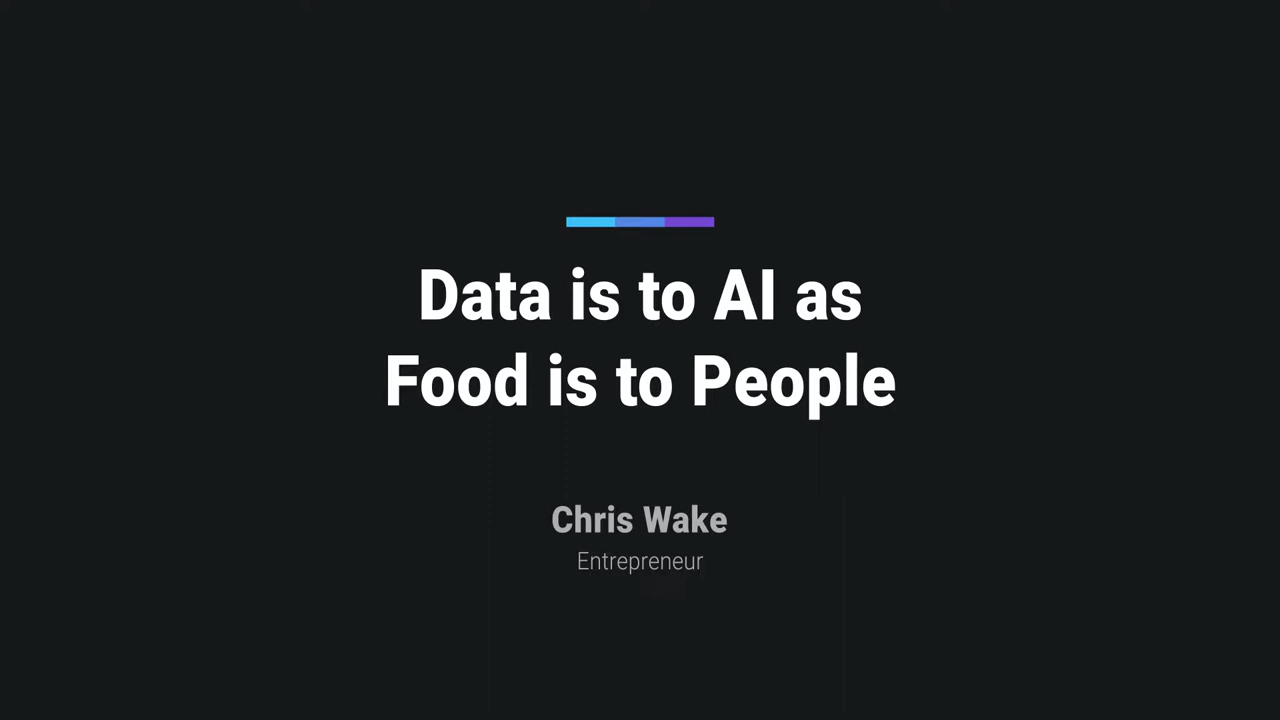 Data is to AI as
Food is to People
Chris Wake
Entrepreneur